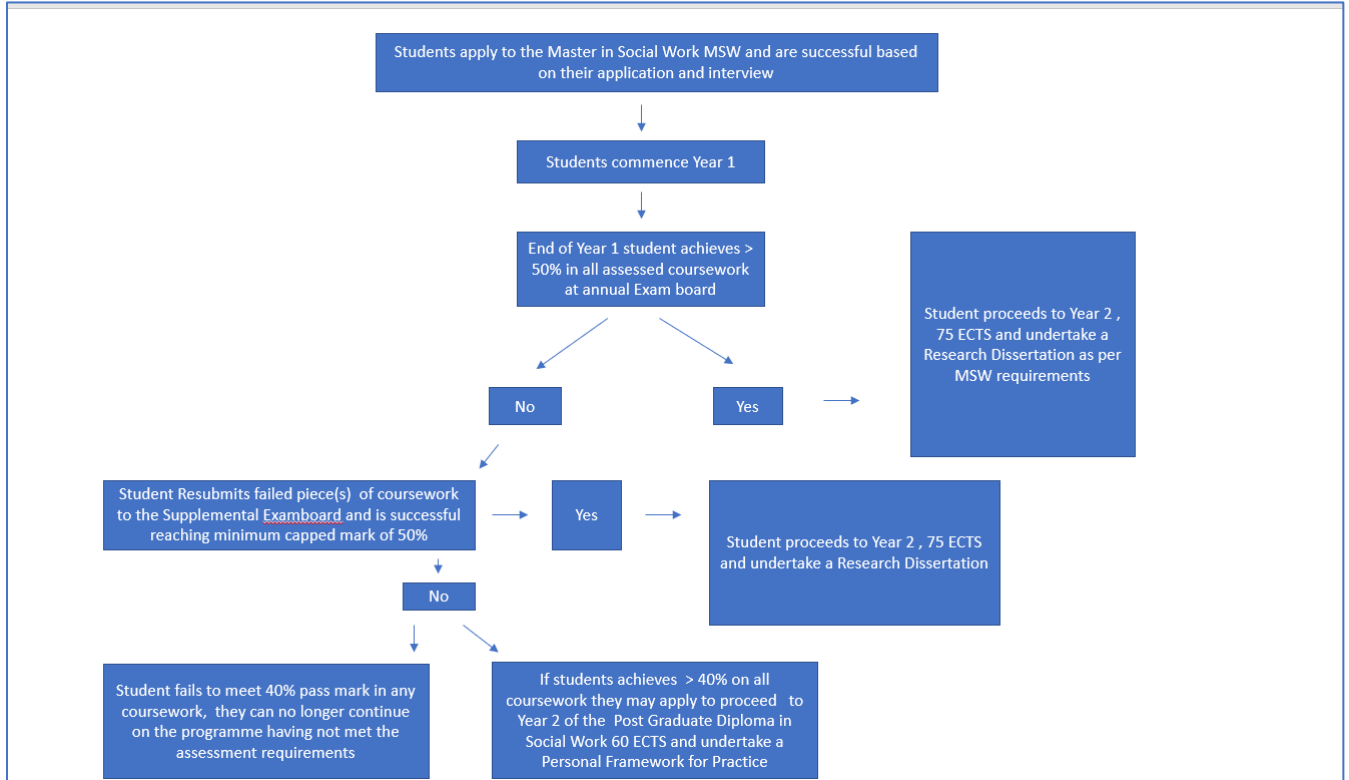 Students apply to the Master in Social Work MSW and are successful based
on their application and interview
Students commence Year 1
End of Year 1 student achieves >
50% in all assessed coursework
at annual Exam board
Student proceeds to Year 2 ,
75 ECTS and undertake a
Research Dissertation as per
MSW requirements
No
Yes
Student Resubmits failed piece(s) of coursework
to the Supplemental Examboard and is successful
reaching minimum capped mark of 50%
Yes
Student proceeds to Year 2 , 75 ECTS
and undertake a Research Dissertation
No
Student fails to meet 40% pass mark in any
coursework, they can no longer continue
on the programme having not met the
assessment requirements
If students achieves > 40% on all
coursework they may apply to proceed to
Year 2 of the Post Graduate Diploma in
Social Work 60 ECTS and undertake a
Personal Framework for Practice